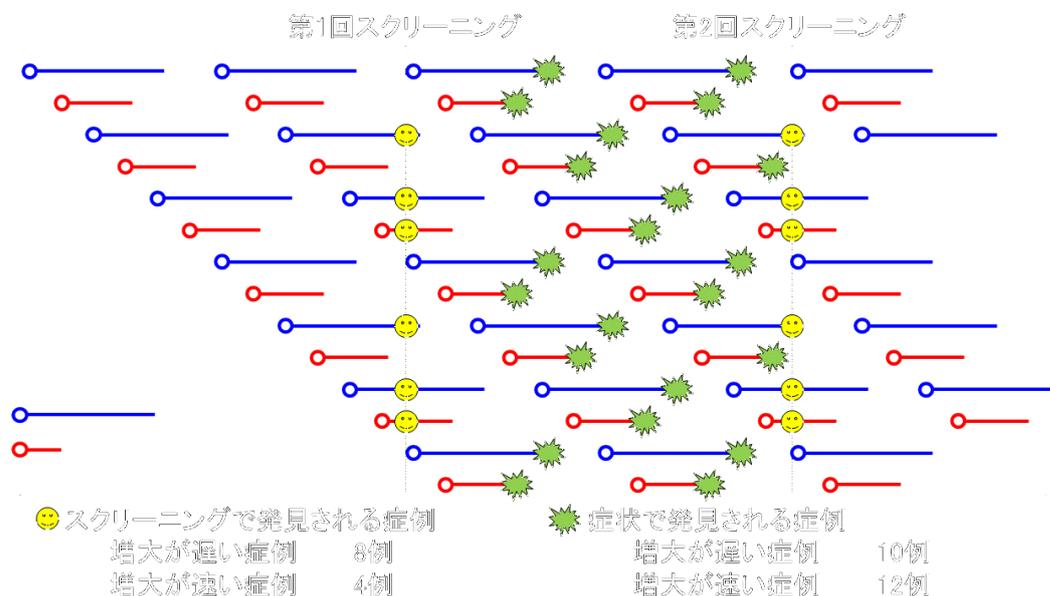 第1回スクリーニング 第2回スクリーニング
スクリーニングで発見される症例 症状で発見される症例
増大が遅い症例 8例 増大が遅い症例 10例
増大が速い症例 4例 増大が速い症例 12例